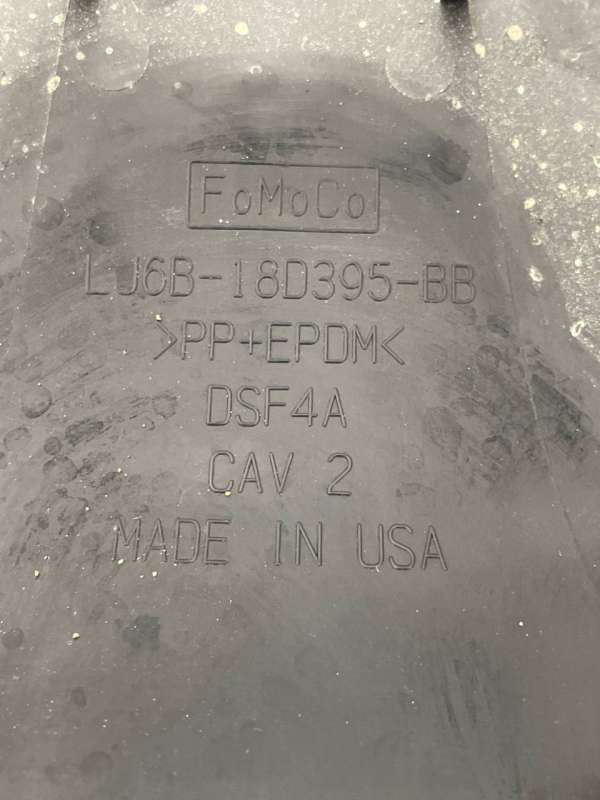 FoMoCo
LJ6B-18D395-BB
>PP+EPDM<
DSF4A
CAV 2
MADE IN USA